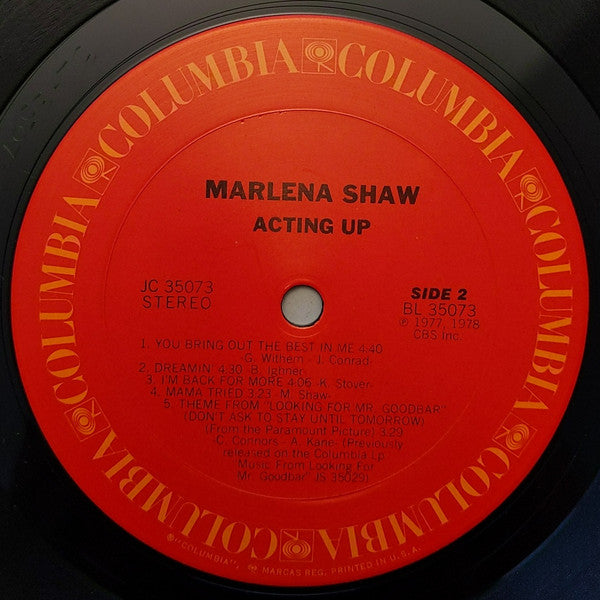 COLUMBIA COLUMBIA COLUMBIA COLUMBIA COLUMBIA COLUMBIA
MARLENA SHAW
ACTING UP
JC 35073
STEREO
SIDE 2
BL 35073
℗ 1977, 1978
CBS Inc.
1. YOU BRING OUT THE BEST IN ME 4:40
-G. Withem - J. Conrad-
2. DREAMIN' 4:30 -B. Ighner-
3. I'M BACK FOR MORE 4:06 -K. Stover-
4. MAMA TRIED 3:23 -M. Shaw-
5. THEME FROM "LOOKING FOR MR. GOODBAR"
(DON'T ASK TO STAY UNTIL TOMORROW)
(From the Paramount Picture) 3:29
-C. Connors - A. Kane- (Previously
released on the Columbia Lp
Music From Looking For
Mr. Goodbar" JS 35029)
®"COLUMBIA", MARCAS REG. PRINTED IN U.S.A.